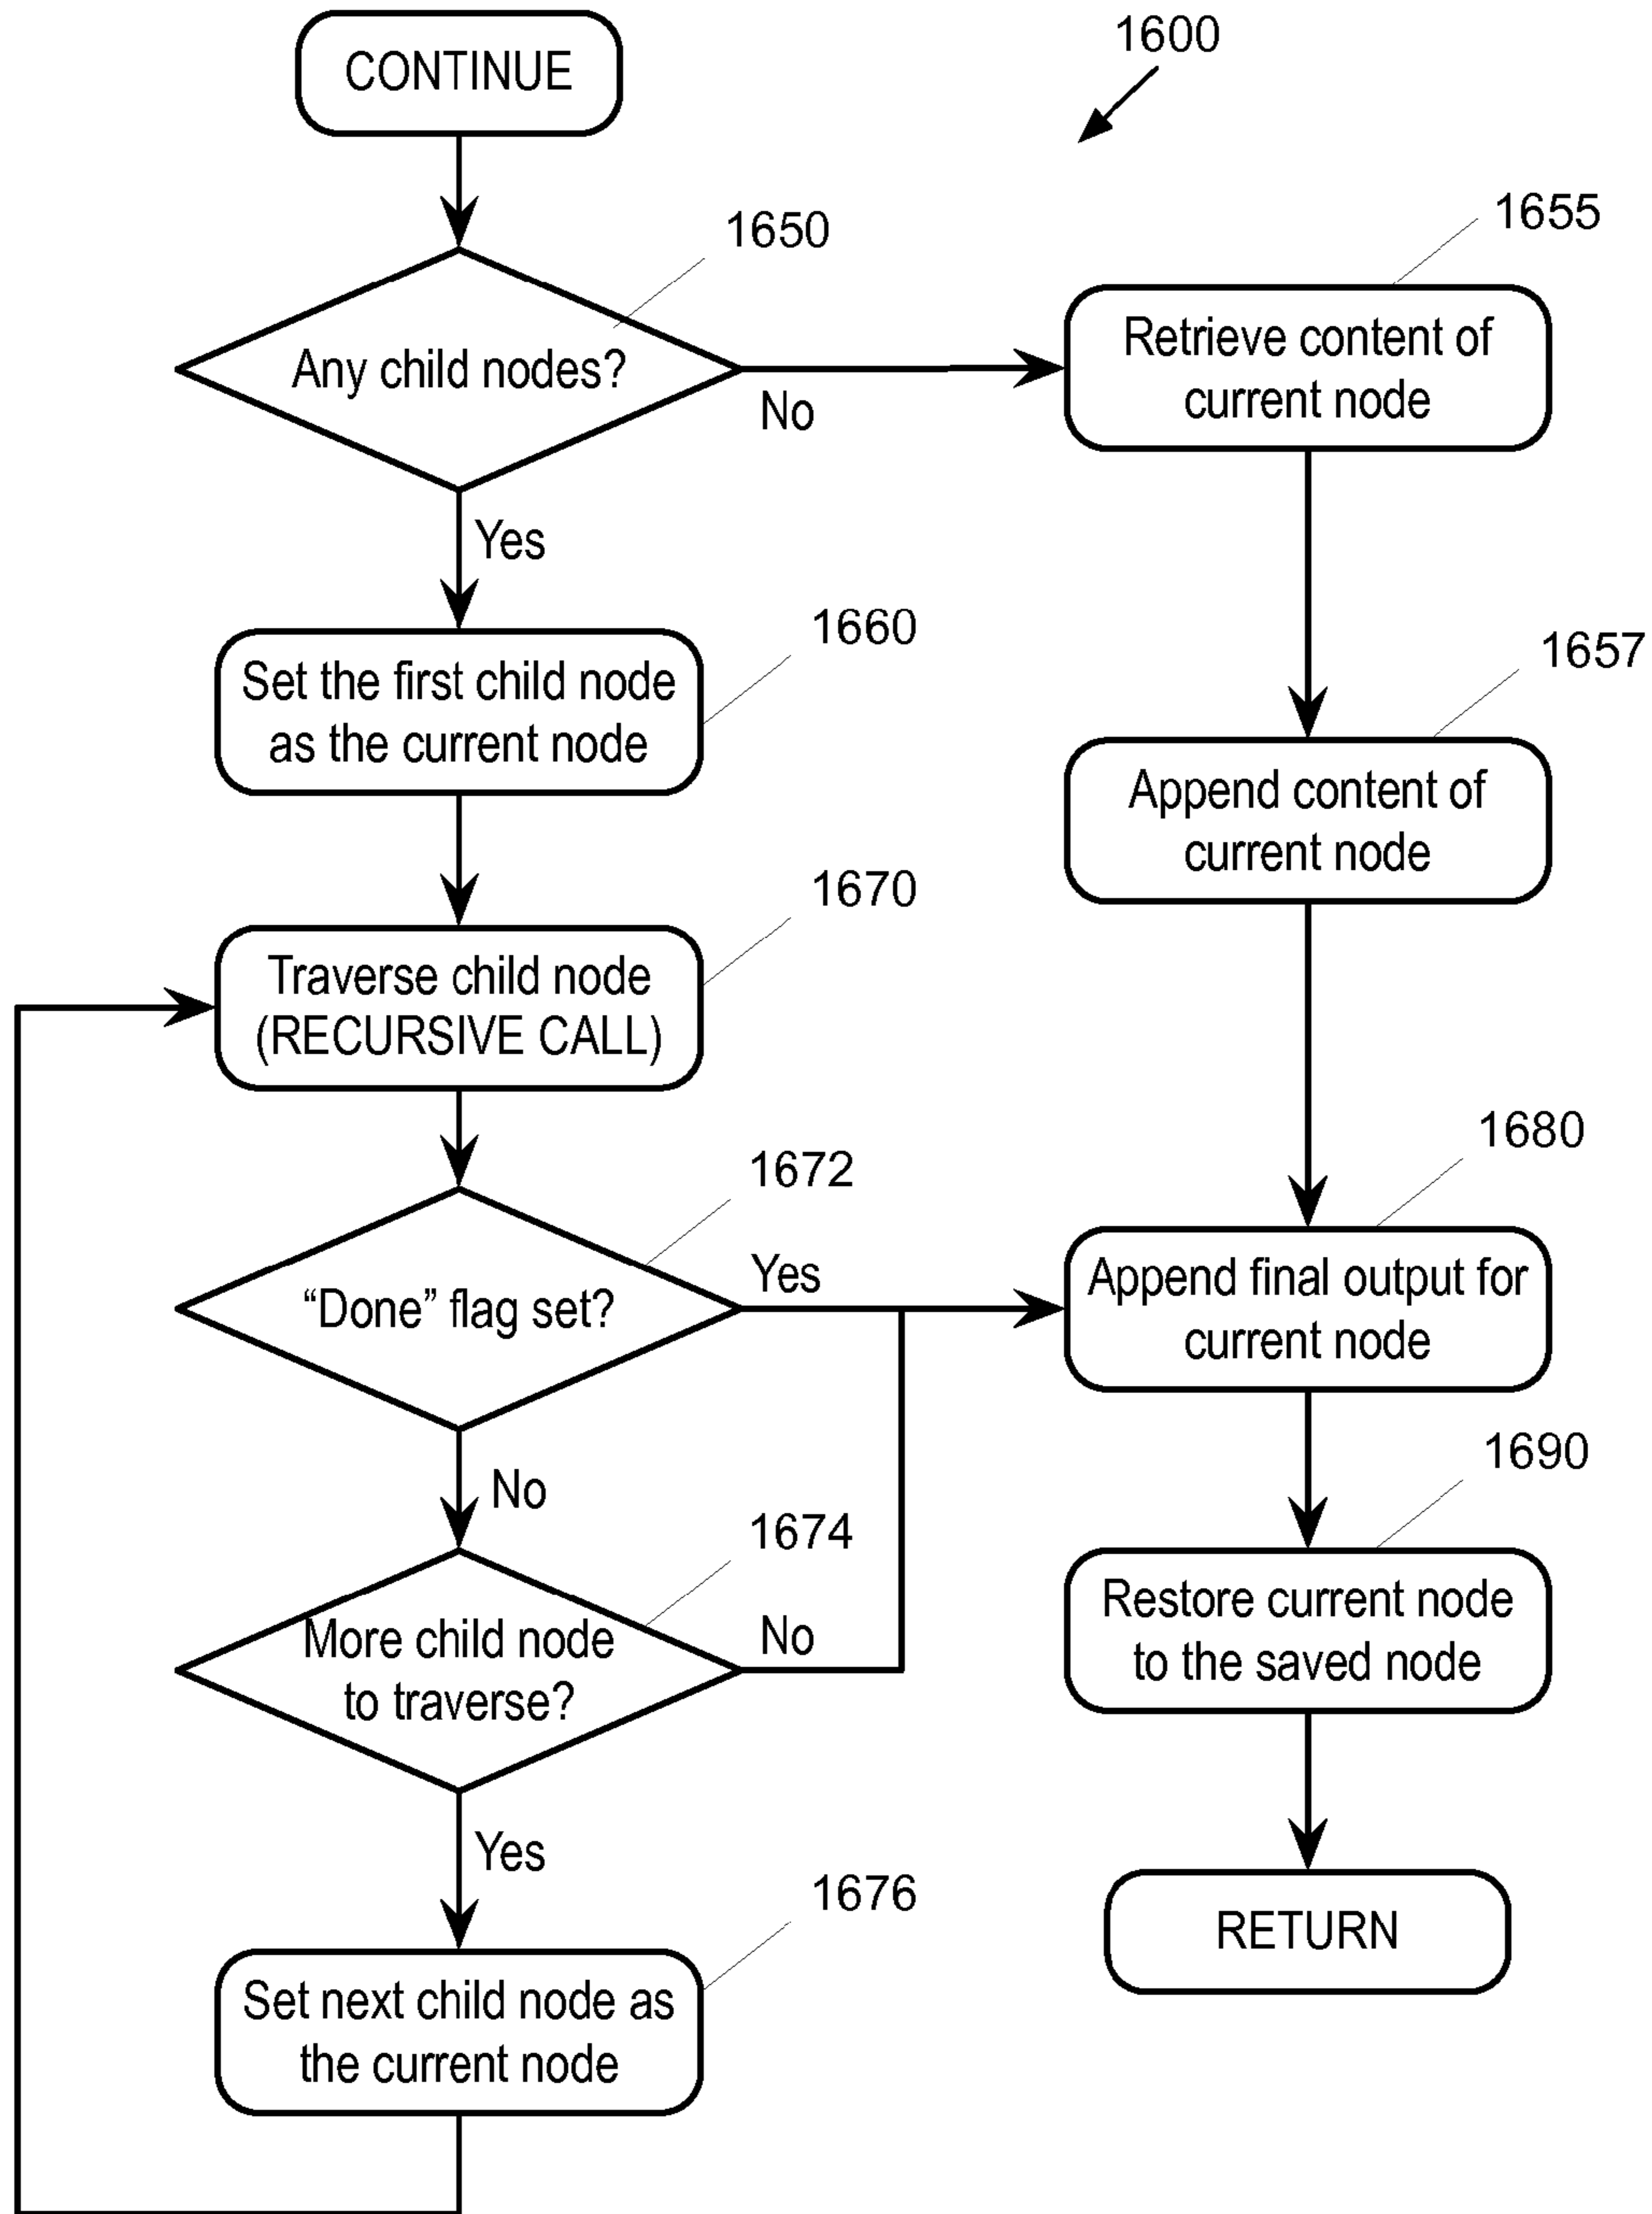 CONTINUE
1600
1650
1655
Any child nodes?
No
Retrieve content of
current node
Yes
1660
Set the first child node
as the current node
1657
Append content of
current node
1670
Traverse child node
(RECURSIVE CALL)
1672
"Done" flag set?
Yes
1680
Append final output for
current node
No
1674
More child node
to traverse?
No
1690
Restore current node
to the saved node
Yes
1676
Set next child node as
the current node
RETURN